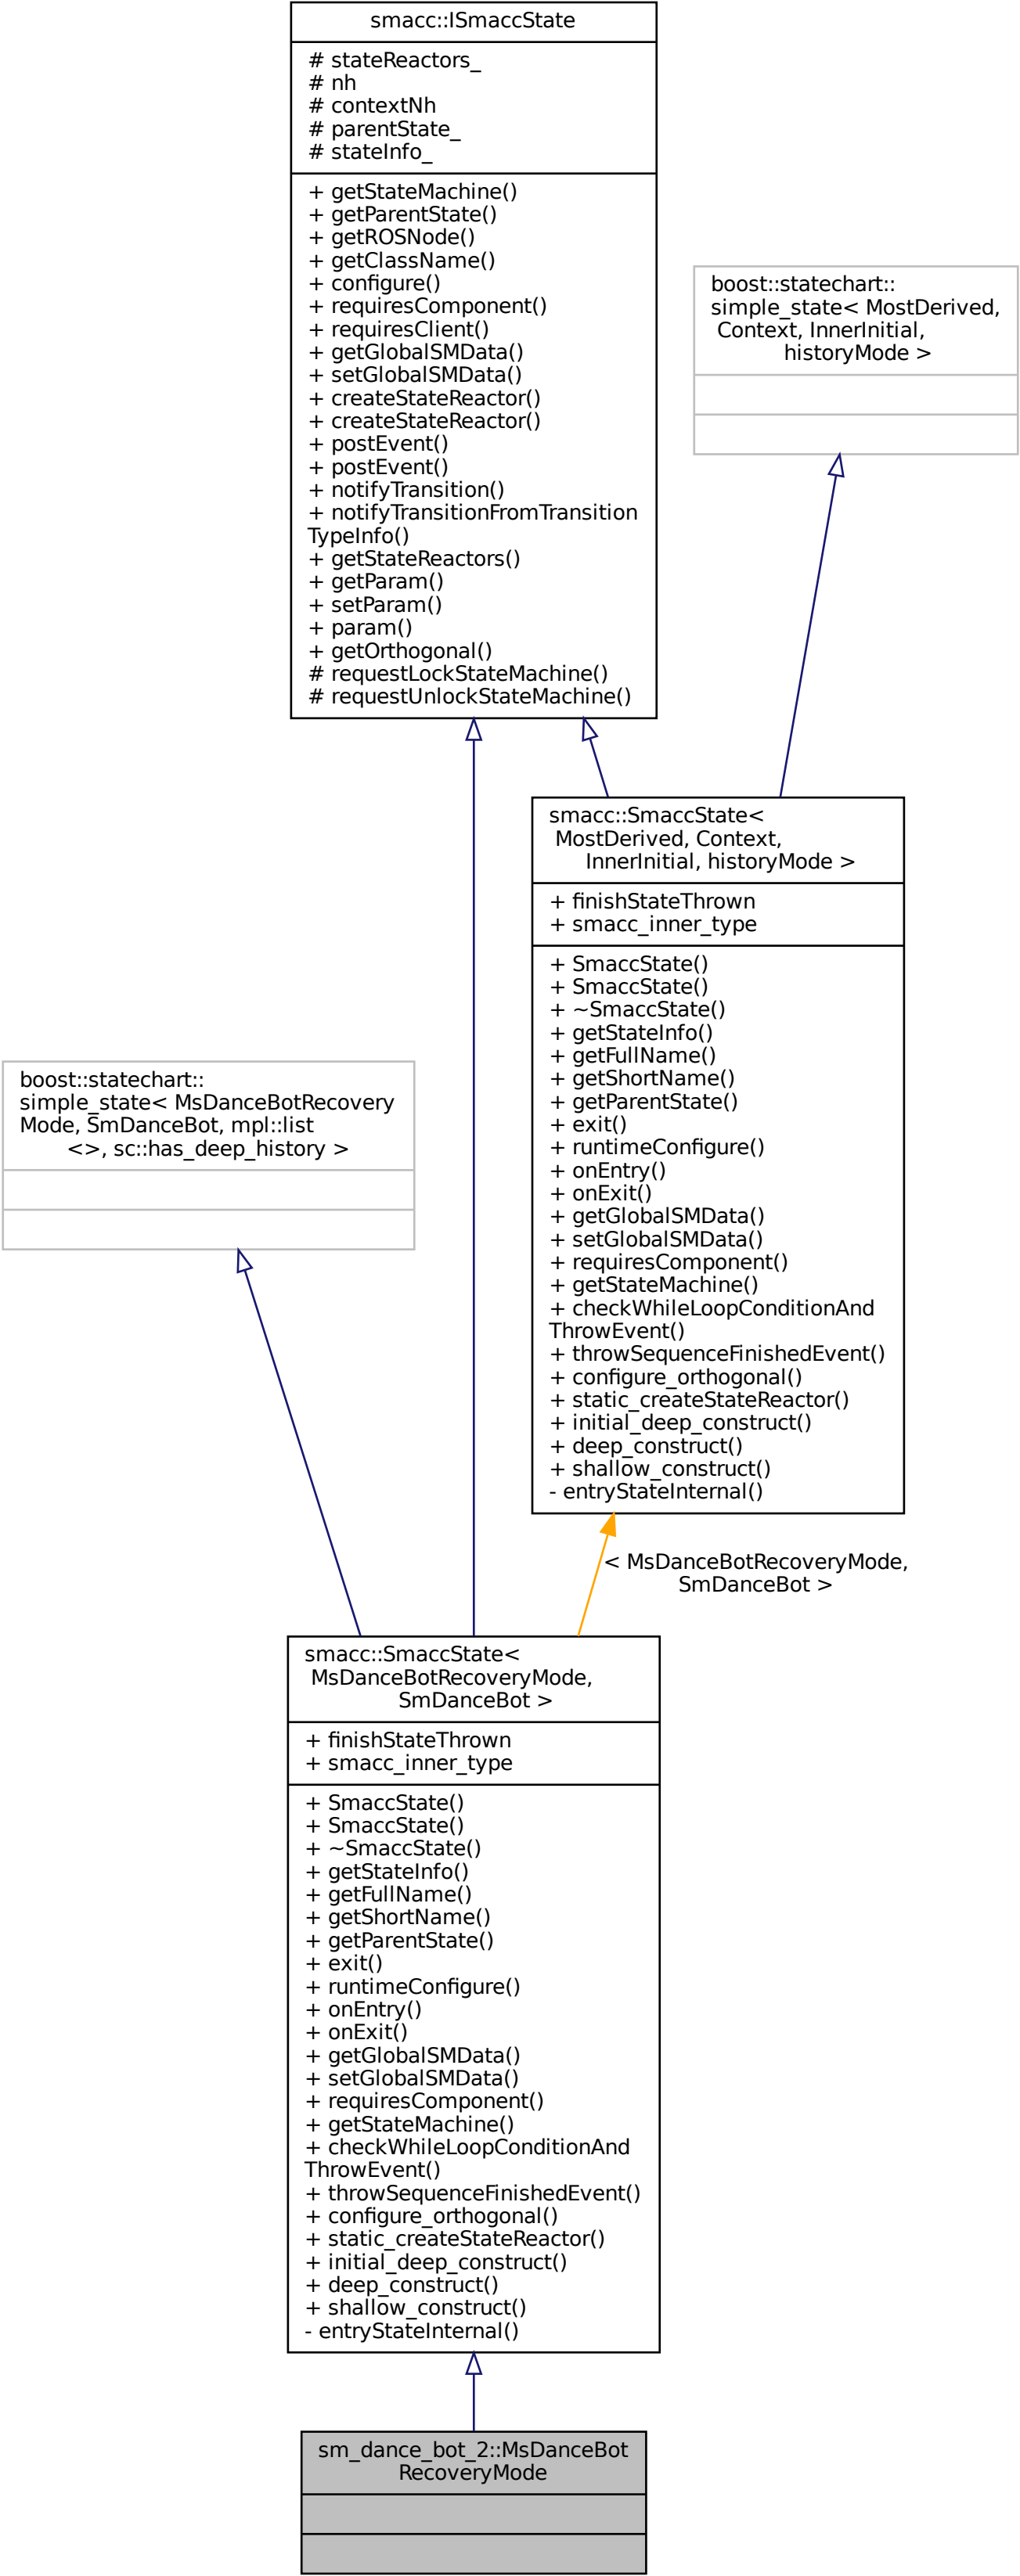 smacc::ISmaccState
# stateReactors_
# nh
# contextNh
# parentState_
# stateInfo_
+ getStateMachine()
+ getParentState()
+ getROSNode()
+ getClassName()
+ configure()
+ requiresComponent()
+ requiresClient()
+ getGlobalSMData()
+ setGlobalSMData()
+ createStateReactor()
+ createStateReactor()
+ postEvent()
+ postEvent()
+ notifyTransition()
+ notifyTransitionFromTransition
TypeInfo()
+ getStateReactors()
+ getParam()
+ setParam()
+ param()
+ getOrthogonal()
# requestLockStateMachine()
# requestUnlockStateMachine()
boost::statechart::
simple_state< MostDerived,
Context, InnerInitial,
historyMode >
smacc::SmaccState<
MostDerived, Context,
InnerInitial, historyMode >
+ finishStateThrown
+ smacc_inner_type
+ SmaccState()
+ SmaccState()
+ ~SmaccState()
+ getStateInfo()
+ getFullName()
+ getShortName()
+ getParentState()
+ exit()
+ runtimeConfigure()
+ onEntry()
+ onExit()
+ getGlobalSMData()
+ setGlobalSMData()
+ requiresComponent()
+ getStateMachine()
+ checkWhileLoopConditionAnd
ThrowEvent()
+ throwSequenceFinishedEvent()
+ configure_orthogonal()
+ static_createStateReactor()
+ initial_deep_construct()
+ deep_construct()
+ shallow_construct()
- entryStateInternal()
boost::statechart::
simple_state< MsDanceBotRecovery
Mode, SmDanceBot, mpl::list
<>, sc::has_deep_history >
< MsDanceBotRecoveryMode,
SmDanceBot >
smacc::SmaccState<
MsDanceBotRecoveryMode,
SmDanceBot >
+ finishStateThrown
+ smacc_inner_type
+ SmaccState()
+ SmaccState()
+ ~SmaccState()
+ getStateInfo()
+ getFullName()
+ getShortName()
+ getParentState()
+ exit()
+ runtimeConfigure()
+ onEntry()
+ onExit()
+ getGlobalSMData()
+ setGlobalSMData()
+ requiresComponent()
+ getStateMachine()
+ checkWhileLoopConditionAnd
ThrowEvent()
+ throwSequenceFinishedEvent()
+ configure_orthogonal()
+ static_createStateReactor()
+ initial_deep_construct()
+ deep_construct()
+ shallow_construct()
- entryStateInternal()
sm_dance_bot_2::MsDanceBot
RecoveryMode